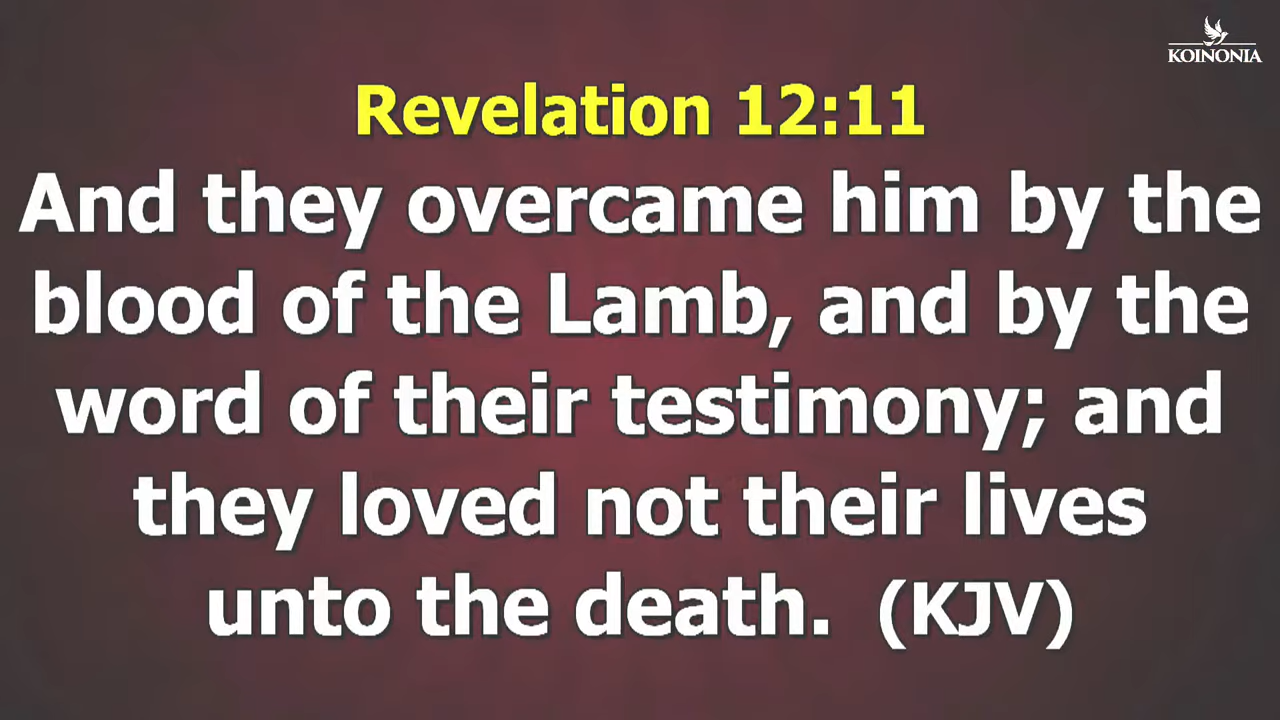 KOINONIA
Revelation 12:11
And they overcame him by the
blood of the Lamb, and by the
word of their testimony; and
they loved not their lives
unto the death. (KJV)